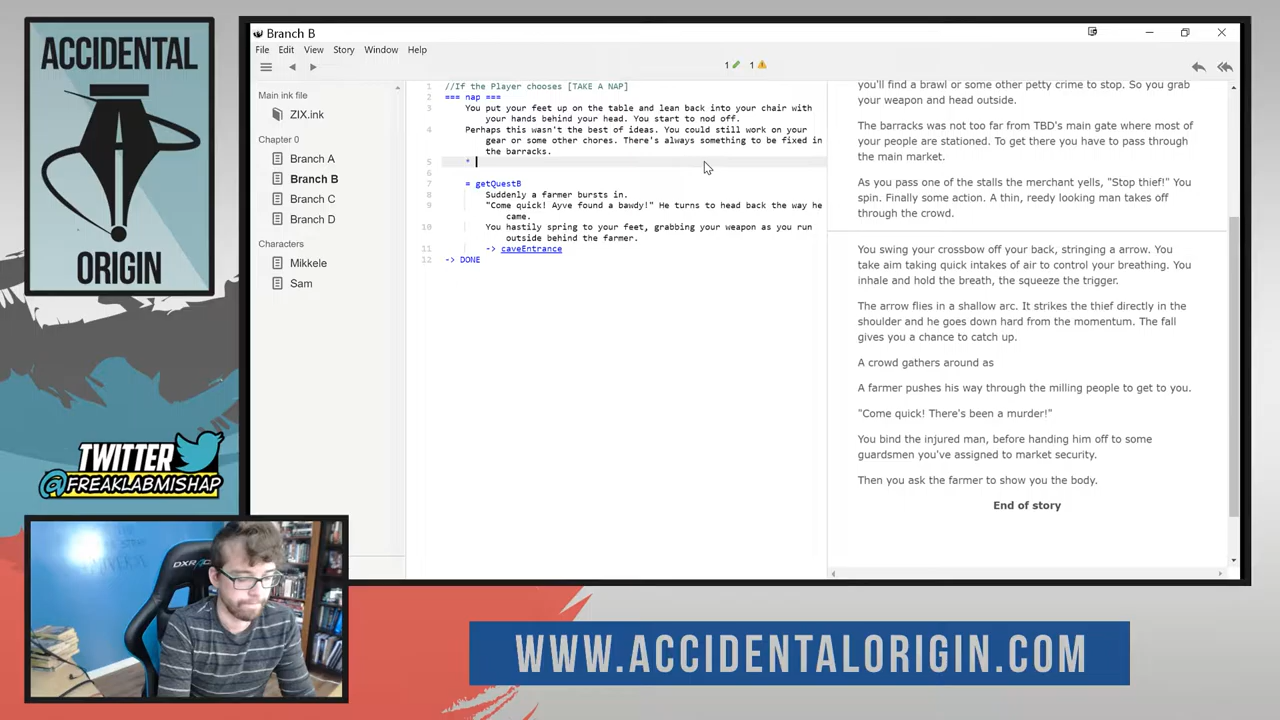 ACCIDENTAL
ORIGIN
Branch B
File Edit View Story Window Help
1 1
Main ink file
ZIX.ink
Chapter 0
Branch A
Branch B
Branch C
Branch D
Characters
Mikkele
Sam
1 //If the Player chooses [TAKE A NAP]
2 === nap ===
3 You put your feet up on the table and lean back into your chair with
your hands behind your head. You start to nod off.
4 Perhaps this wasn't the best of ideas. You could still work on your
gear or some other chores. There's always something to be fixed in
the barracks.
5 *
6
7 = getQuestB
8 Suddenly a farmer bursts in.
9 "Come quick! Ayve found a bawdy!" He turns to head back the way he
came.
10 You hastily spring to your feet, grabbing your weapon as you run
outside behind the farmer.
11 -> caveEntrance
12 -> DONE
you'll find a brawl or some other petty crime to stop. So you grab
your weapon and head outside.
The barracks was not too far from TBD's main gate where most of
your people are stationed. To get there you have to pass through
the main market.
As you pass one of the stalls the merchant yells, "Stop thief!" You
spin. Finally some action. A thin, reedy looking man takes off
through the crowd.
You swing your crossbow off your back, stringing a arrow. You
take aim taking quick intakes of air to control your breathing. You
inhale and hold the breath, the squeeze the trigger.
The arrow flies in a shallow arc. It strikes the thief directly in the
shoulder and he goes down hard from the momentum. The fall
gives you a chance to catch up.
A crowd gathers around as
A farmer pushes his way through the milling people to get to you.
"Come quick! There's been a murder!"
You bind the injured man, before handing him off to some
guardsmen you've assigned to market security.
Then you ask the farmer to show you the body.
End of story
TWITTER
@FREAKLABMISHAP
WWW.ACCIDENTALORIGIN.COM